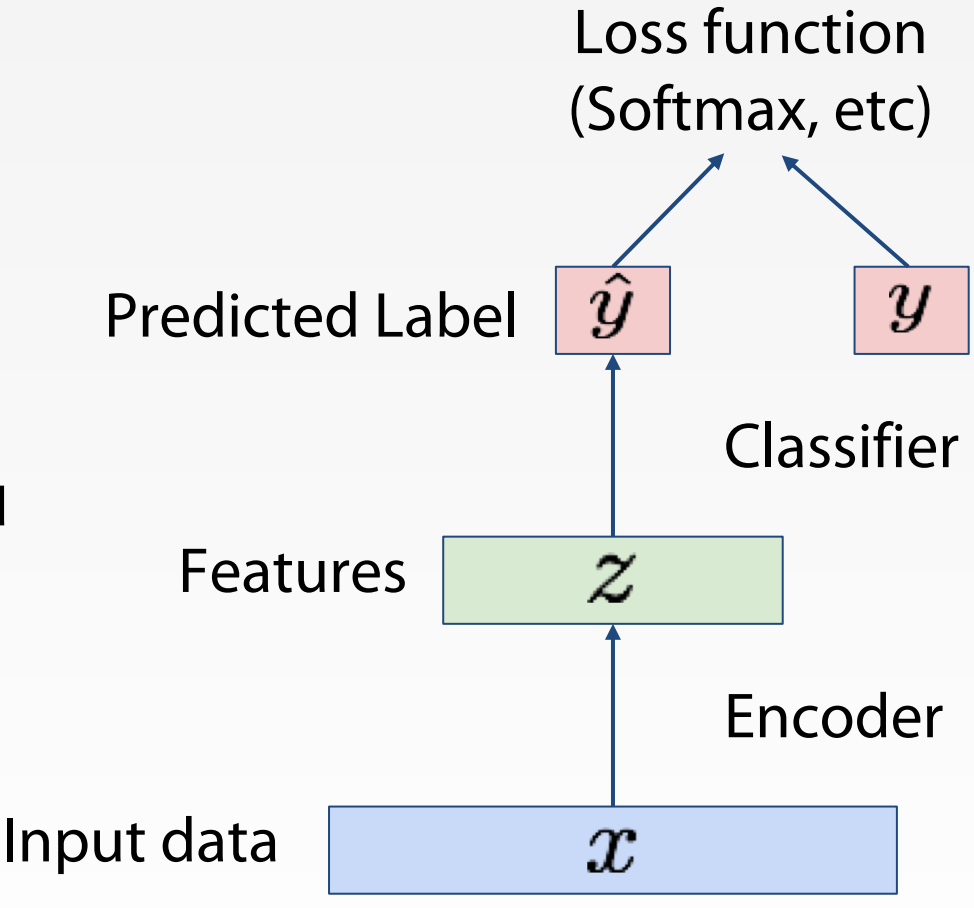 Loss function
(Softmax, etc)
Predicted Label
ŷ
y
Classifier
Features
z
Encoder
Input data
x